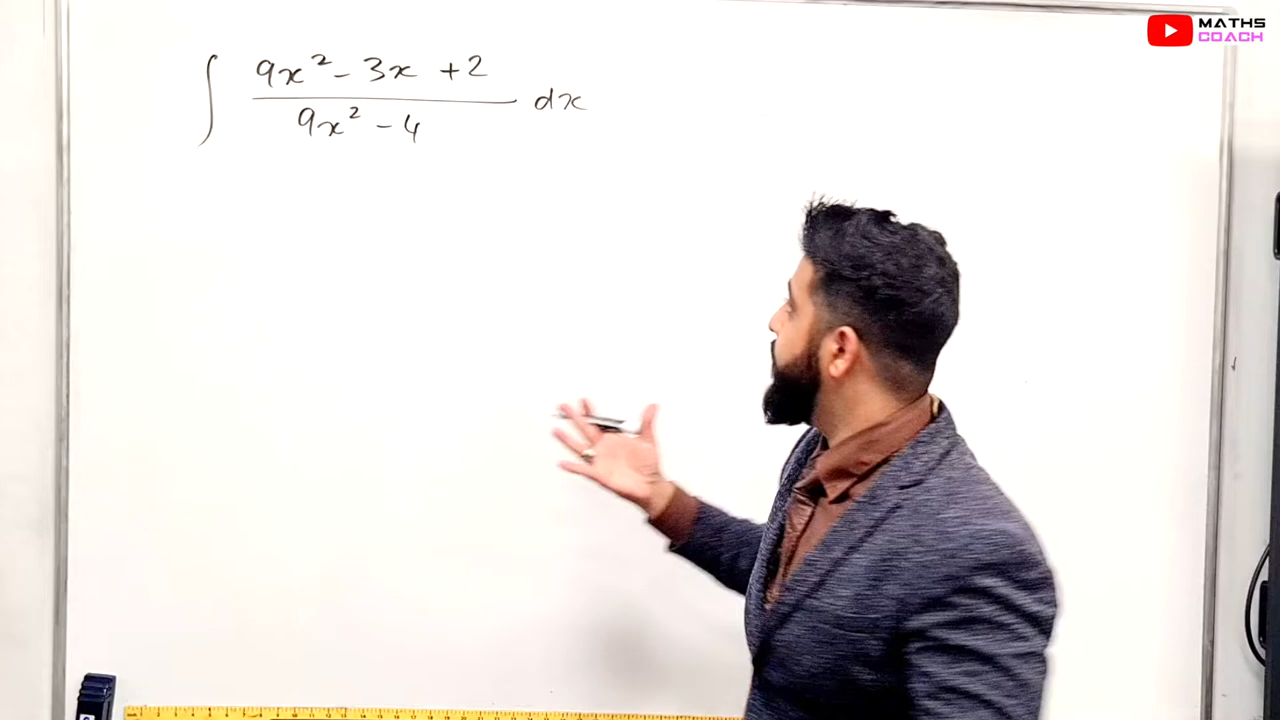 MATHS
COACH
∫ 9x² - 3x + 2 / 9x² - 4 dx